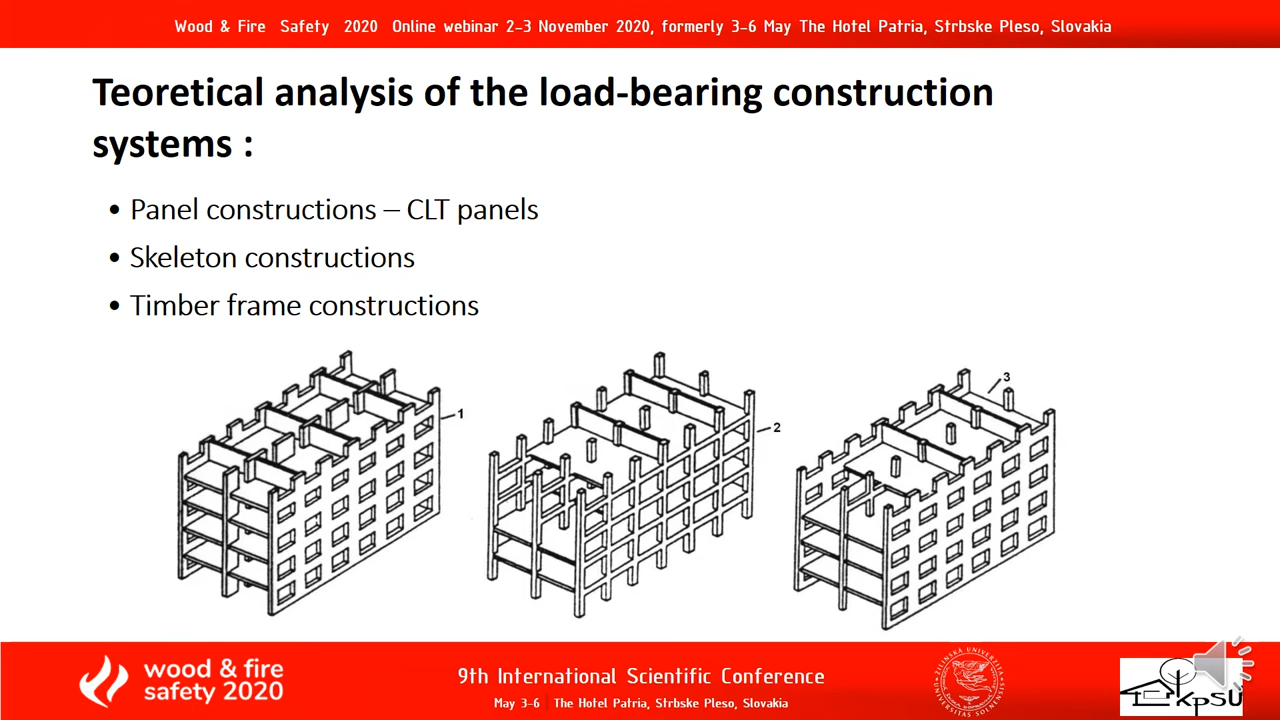 Wood & Fire Safety 2020 Online webinar 2-3 November 2020, formerly 3-6 May The Hotel Patria, Strbske Pleso, Slovakia
Teoretical analysis of the load-bearing construction
systems :
• Panel constructions – CLT panels
• Skeleton constructions
• Timber frame constructions
1
2
3
wood & fire
safety 2020
9th International Scientific Conference
May 3-6 | The Hotel Patria, Strbske Pleso, Slovakia
kpSU